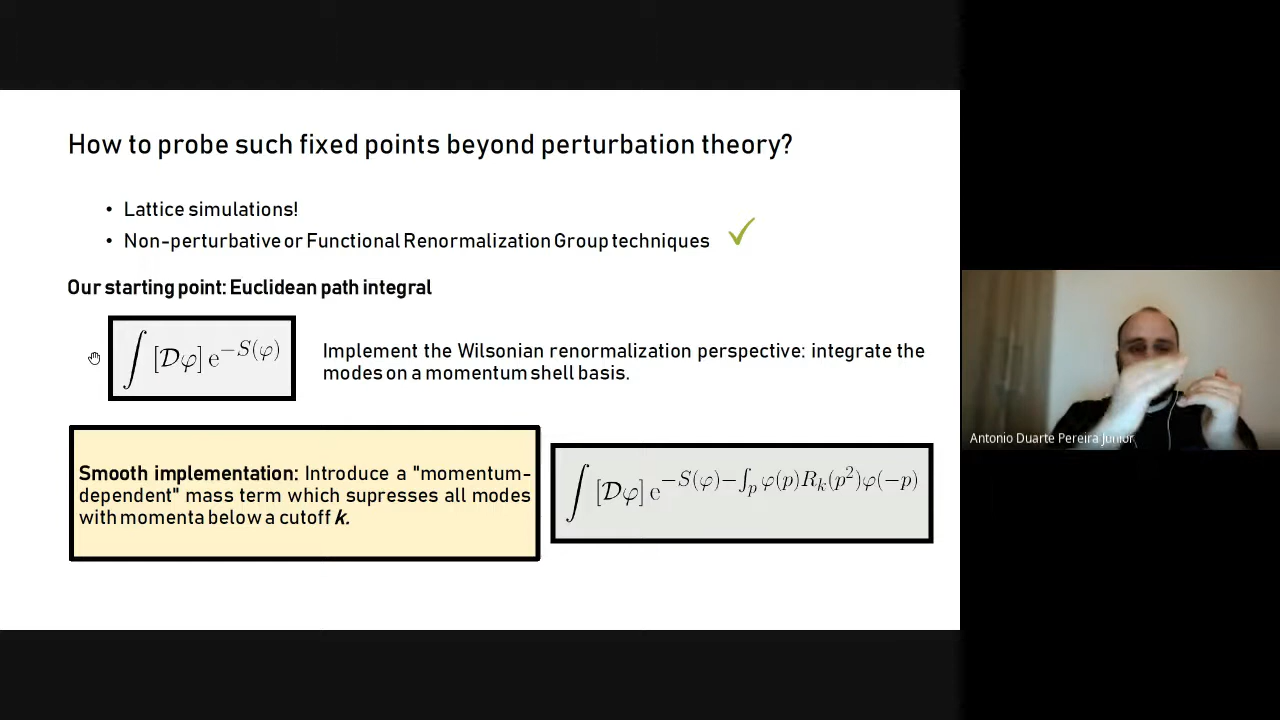 How to probe such fixed points beyond perturbation theory?
• Lattice simulations!
• Non-perturbative or Functional Renormalization Group techniques
Our starting point: Euclidean path integral
∫ [𝒟φ] e^{−S(φ)}
Implement the Wilsonian renormalization perspective: integrate the
modes on a momentum shell basis.
Smooth implementation: Introduce a "momentum-
dependent" mass term which supresses all modes
with momenta below a cutoff k.
∫ [𝒟φ] e^{−S(φ)−∫_p φ(p)R_k(p²)φ(−p)}
Antonio Duarte Pereira Junior